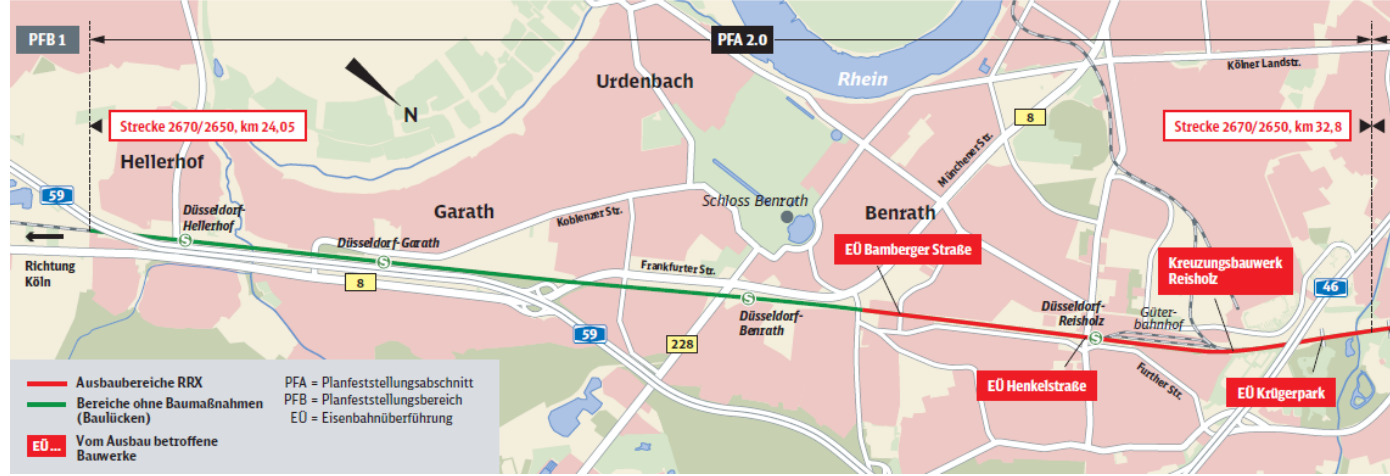 PFB 1
PFA 2.0
Rhein
Kölner Landstr.
Urdenbach
N
8
Strecke 2670/2650, km 24,05
Strecke 2670/2650, km 32,8
Hellerhof
Münchener Str.
59
Düsseldorf-
Hellerhof
Garath
Koblenzer Str.
Schloss Benrath
Benrath
Düsseldorf-Garath
EÜ Bamberger Straße
Kreuzungsbauwerk
Reisholz
Richtung
Köln
8
Frankfurter Str.
46
S
S
S
S
Düsseldorf-
Benrath
Düsseldorf-
Reisholz
Güter-
bahnhof
59
228
EÜ Henkelstraße
Further Str.
EÜ Krügerpark
Ausbaubereiche RRX
Bereiche ohne Baumaßnahmen
(Baulücken)
EÜ...
Vom Ausbau betroffene
Bauwerke
PFA = Planfeststellungsabschnitt
PFB = Planfeststellungsbereich
EÜ = Eisenbahnüberführung